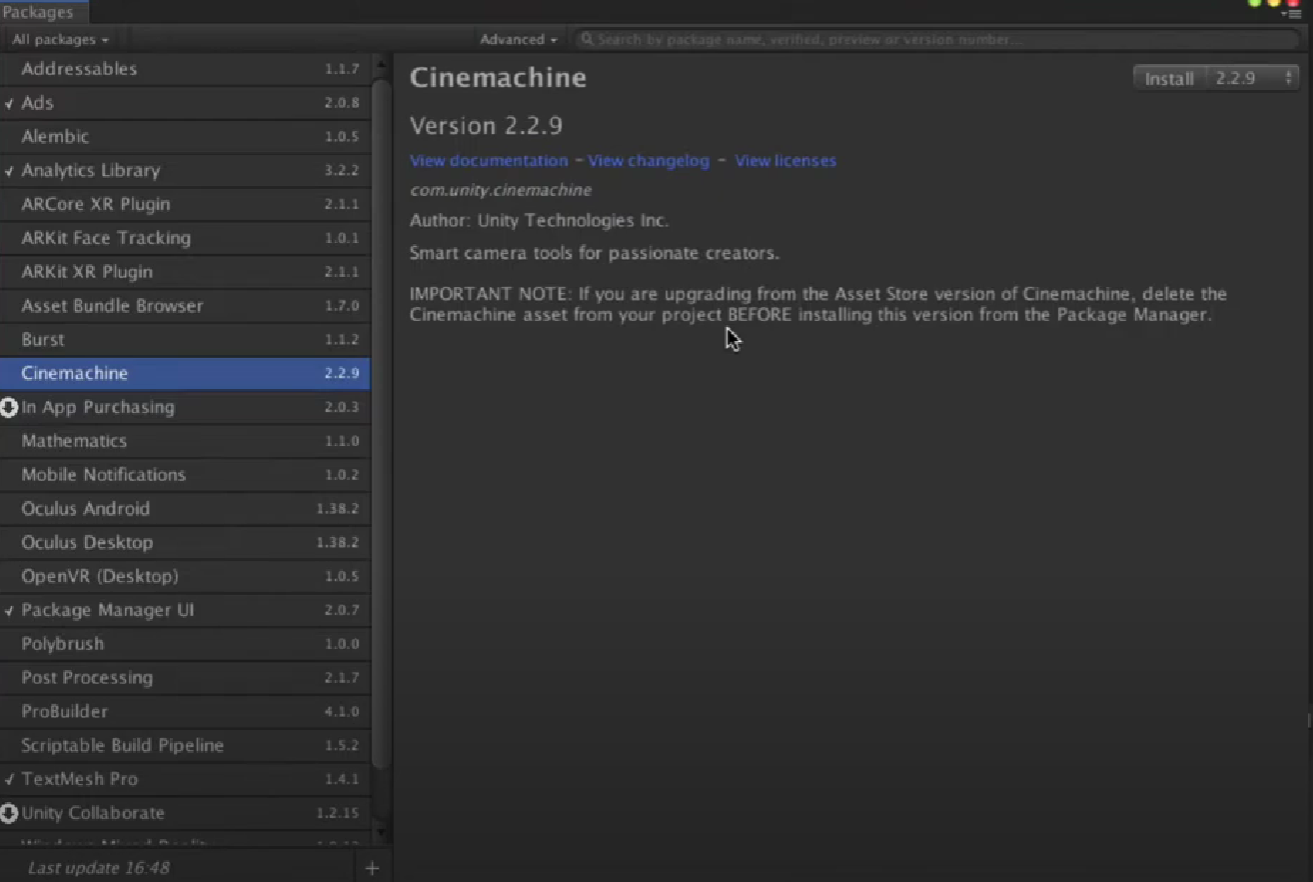 Packages
All packages
Advanced
Search by package name, verified, preview or version number...
Addressables 1.1.7
Ads 2.0.8
Alembic 1.0.5
Analytics Library 3.2.2
ARCore XR Plugin 2.1.1
ARKit Face Tracking 1.0.1
ARKit XR Plugin 2.1.1
Asset Bundle Browser 1.7.0
Burst 1.1.2
Cinemachine 2.2.9
In App Purchasing 2.0.3
Mathematics 1.1.0
Mobile Notifications 1.0.2
Oculus Android 1.38.2
Oculus Desktop 1.38.2
OpenVR (Desktop) 1.0.5
Package Manager UI 2.0.7
Polybrush 1.0.0
Post Processing 2.1.7
ProBuilder 4.1.0
Scriptable Build Pipeline 1.5.2
TextMesh Pro 1.4.1
Unity Collaborate 1.2.15
Last update 16:48
Cinemachine
Install 2.2.9
Version 2.2.9
View documentation - View changelog - View licenses
com.unity.cinemachine
Author: Unity Technologies Inc.
Smart camera tools for passionate creators.
IMPORTANT NOTE: If you are upgrading from the Asset Store version of Cinemachine, delete the
Cinemachine asset from your project BEFORE installing this version from the Package Manager.